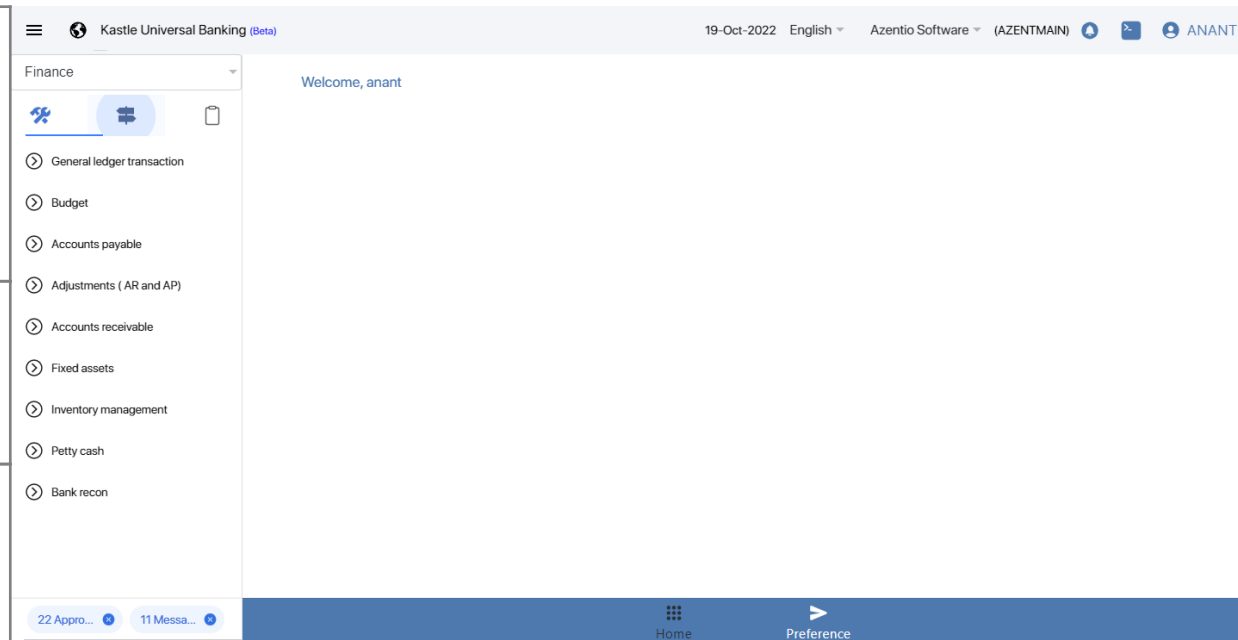 Kastle Universal Banking (Beta)
19-Oct-2022 English Azentio Software (AZENTMAIN) ANANT
Finance
Welcome, anant
General ledger transaction
Budget
Accounts payable
Adjustments ( AR and AP)
Accounts receivable
Fixed assets
Inventory management
Petty cash
Bank recon
22 Appro... 11 Messa...
Home Preference